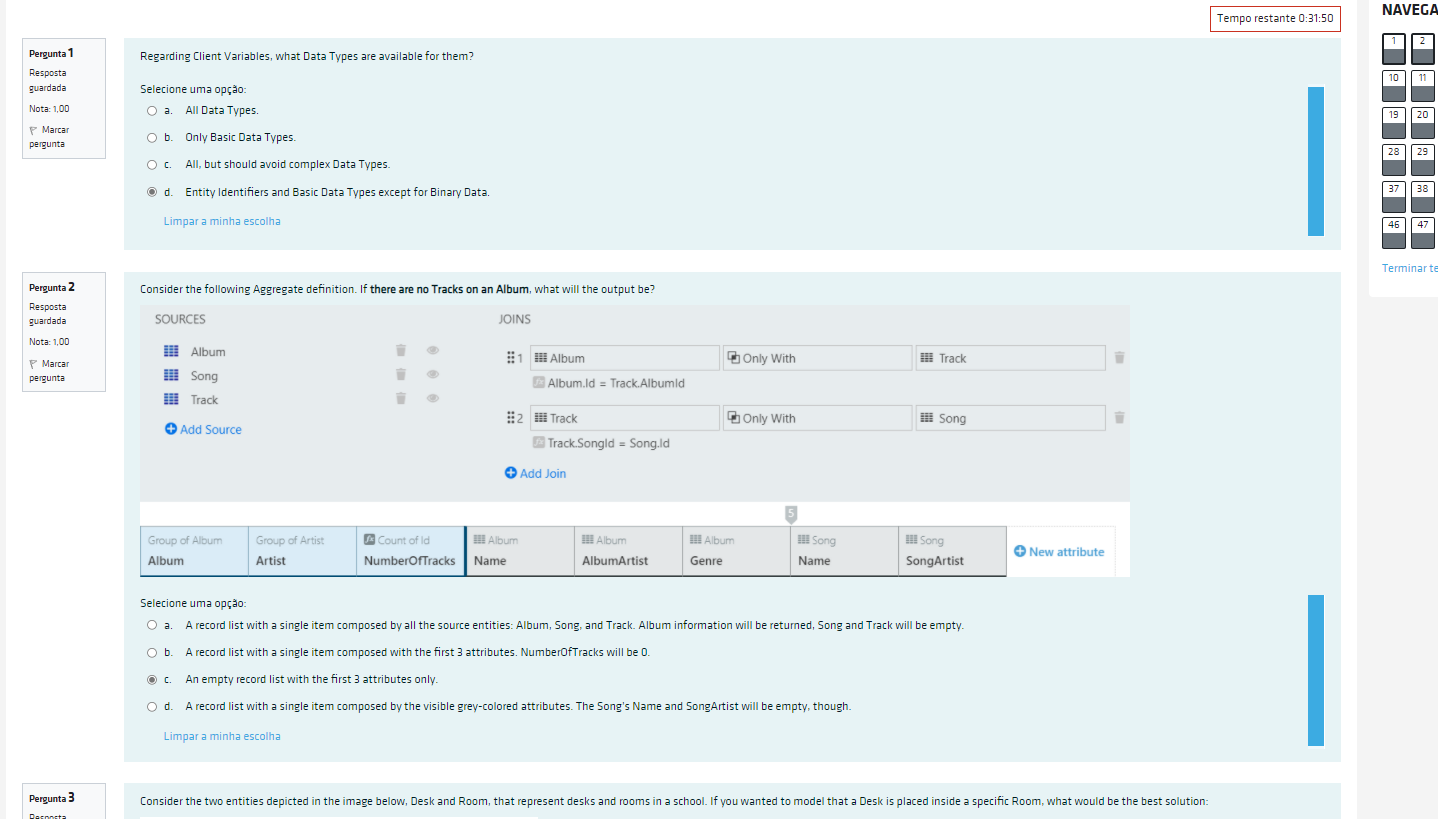 Tempo restante 0:31:50
NAVEGA
Pergunta 1
Resposta
guardada
Nota: 1,00
Marcar
pergunta
Regarding Client Variables, what Data Types are available for them?
Selecione uma opção:
a. All Data Types.
b. Only Basic Data Types.
c. All, but should avoid complex Data Types.
d. Entity Identifiers and Basic Data Types except for Binary Data.
Limpar a minha escolha
1 2
10 11
19 20
28 29
37 38
46 47
Terminar te
Pergunta 2
Resposta
guardada
Nota: 1,00
Marcar
pergunta
Consider the following Aggregate definition. If there are no Tracks on an Album, what will the output be?
SOURCES
Album
Song
Track
Add Source
JOINS
1 Album Only With Track
fx Album.Id = Track.AlbumId
2 Track Only With Song
fx Track.SongId = Song.Id
Add Join
5
Group of Album Group of Artist fx Count of Id Album Album Album Song Song
Album Artist NumberOfTracks Name AlbumArtist Genre Name SongArtist New attribute
Selecione uma opção:
a. A record list with a single item composed by all the source entities: Album, Song, and Track. Album information will be returned, Song and Track will be empty.
b. A record list with a single item composed with the first 3 attributes. NumberOfTracks will be 0.
c. An empty record list with the first 3 attributes only.
d. A record list with a single item composed by the visible grey-colored attributes. The Song's Name and SongArtist will be empty, though.
Limpar a minha escolha
Pergunta 3
Resposta
Consider the two entities depicted in the image below, Desk and Room, that represent desks and rooms in a school. If you wanted to model that a Desk is placed inside a specific Room, what would be the best solution: